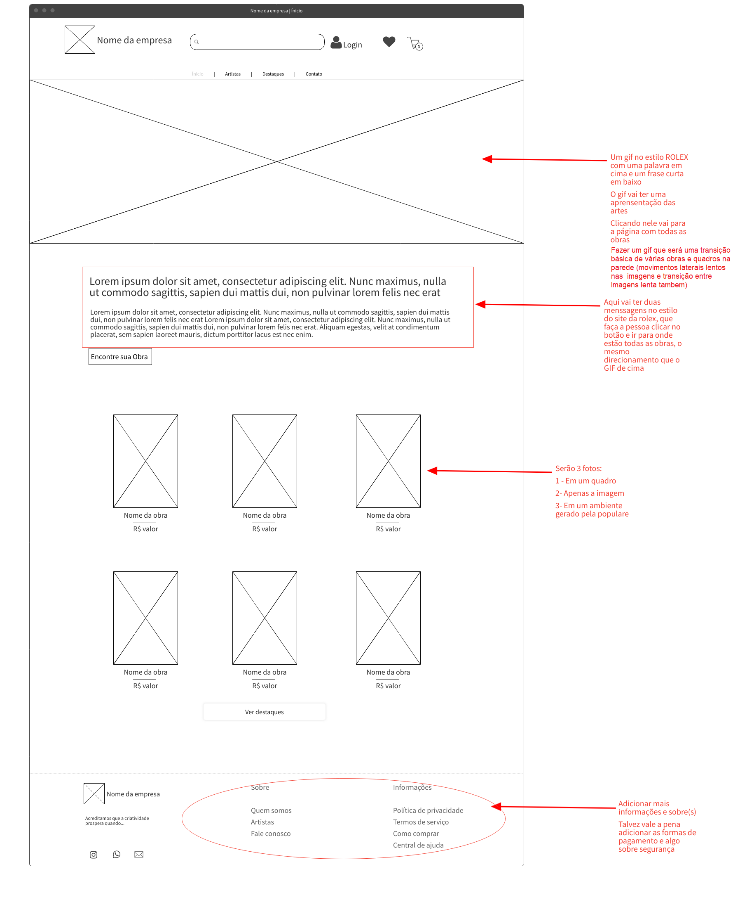 Nome da empresa | Início
Nome da empresa
Login
Início | Artistas | Destaques | Contato
Um gif no estilo ROLEX
com uma palavra em
cima e um frase curta
em baixo
O gif vai ter uma
aprensentação das
artes
Clicando nele vai para
a página com todas as
obras
Fazer um gif que será uma transição
básica de várias obras e quadros na
parede (movimentos laterais lentos
nas imagens e transição entre
imagens lenta tambem)
Lorem ipsum dolor sit amet, consectetur adipiscing elit. Nunc maximus, nulla
ut commodo sagittis, sapien dui mattis dui, non pulvinar lorem felis nec erat
Lorem ipsum dolor sit amet, consectetur adipiscing elit. Nunc maximus, nulla ut commodo sagittis, sapien dui mattis
dui, non pulvinar lorem felis nec erat Lorem ipsum dolor sit amet, consectetur adipiscing elit. Nunc maximus, nulla ut
commodo sagittis, sapien dui mattis dui, non pulvinar lorem felis nec erat. Aliquam egestas, velit at condimentum
placerat, sem sapien laoreet mauris, dictum porttitor lacus est nec enim.
Encontre sua Obra
Aqui vai ter duas
menssagens no estilo
do site da rolex, que
faça a pessoa clicar no
botão e ir para onde
estão todas as obras, o
mesmo
direcionamento que o
GIF de cima
Nome da obra
R$ valor
Nome da obra
R$ valor
Nome da obra
R$ valor
Serão 3 fotos:
1 - Em um quadro
2- Apenas a imagem
3- Em um ambiente
gerado pela populare
Nome da obra
R$ valor
Nome da obra
R$ valor
Nome da obra
R$ valor
Ver destaques
Nome da empresa
Acreditamos que a criatividade
prospera quando...
Sobre
Quem somos
Artistas
Fale conosco
Informações
Política de privacidade
Termos de serviço
Como comprar
Central de ajuda
Adicionar mais
informações e sobre(s)
Talvez vale a pena
adicionar as formas de
pagamento e algo
sobre segurança